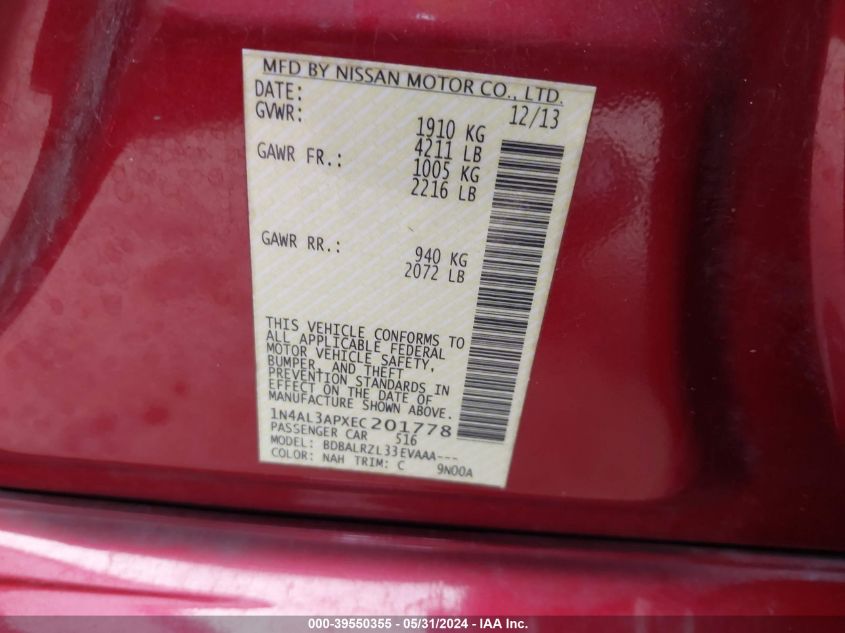 MFD BY NISSAN MOTOR CO., LTD.
DATE: 12/13
GVWR: 1910 KG
4211 LB
GAWR FR.: 1005 KG
2216 LB
GAWR RR.: 940 KG
2072 LB
THIS VEHICLE CONFORMS TO
ALL APPLICABLE FEDERAL
MOTOR VEHICLE SAFETY,
BUMPER, AND THEFT
PREVENTION STANDARDS IN
EFFECT ON THE DATE OF
MANUFACTURE SHOWN ABOVE.
1N4AL3APXEC201778
PASSENGER CAR S16
MODEL: BDBALRZL33EVAAA---
COLOR: NAH TRIM: C 9N00A
000-39550355 - 05/31/2024 - IAA Inc.